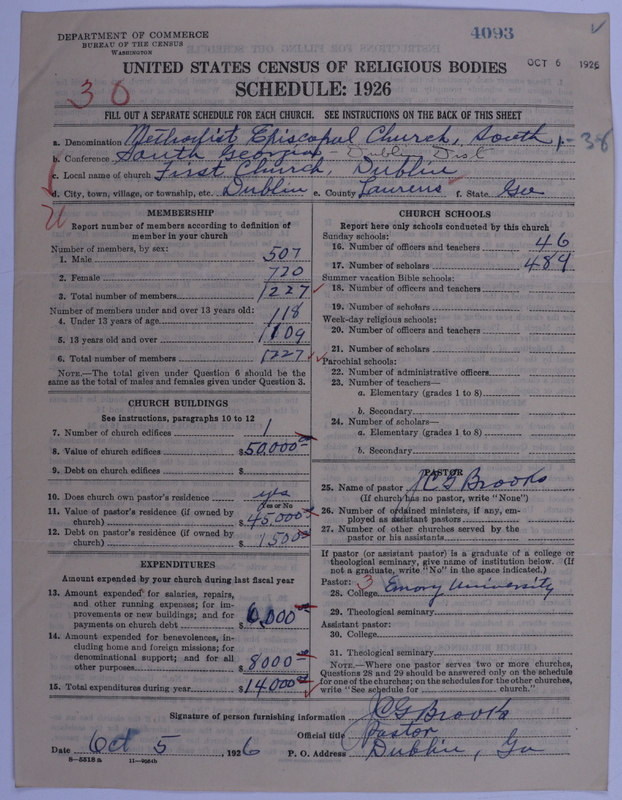 DEPARTMENT OF COMMERCE
BUREAU OF THE CENSUS
WASHINGTON
4093
OCT 6 1926
UNITED STATES CENSUS OF RELIGIOUS BODIES
SCHEDULE: 1926
30
FILL OUT A SEPARATE SCHEDULE FOR EACH CHURCH. SEE INSTRUCTIONS ON THE BACK OF THIS SHEET
a. Denomination Methodist Episcopal Church, South 1-38
b. Conference South Georgia - Dublin Dist
c. Local name of church First Church, Dublin
d. City, town, village, or township, etc. Dublin e. County Laurens f. State Ga
MEMBERSHIP
Report number of members according to definition of
member in your church
Number of members, by sex:
1. Male 507
2. Female 720
3. Total number of members 1227
Number of members under and over 13 years old:
4. Under 13 years of age 118
5. 13 years old and over 1109
6. Total number of members 1227
NOTE.—The total given under Question 6 should be
same as the total of males and females given under Question 3.
CHURCH BUILDINGS
See instructions, paragraphs 10 to 12
7. Number of church edifices 1
8. Value of church edifices $50,000
9. Debt on church edifices $
10. Does church own pastor's residence yes
(Yes or No)
11. Value of pastor's residence (if owned by
church) $45,000
12. Debt on pastor's residence (if owned by
church) $1500
EXPENDITURES
Amount expended by your church during last fiscal year
13. Amount expended for salaries, repairs,
and other running expenses; for im-
provements or new buildings; and for
payments on church debt $6,000
14. Amount expended for benevolences, in-
cluding home and foreign missions; for
denominational support; and for all
other purposes $8000
15. Total expenditures during year $14000
CHURCH SCHOOLS
Report here only schools conducted by this church
Sunday schools:
16. Number of officers and teachers 46
17. Number of scholars 489
Summer vacation Bible schools:
18. Number of officers and teachers
19. Number of scholars
Week-day religious schools:
20. Number of officers and teachers
21. Number of scholars
Parochial schools:
22. Number of administrative officers
23. Number of teachers—
a. Elementary (grades 1 to 8)
b. Secondary
24. Number of scholars—
a. Elementary (grades 1 to 8)
b. Secondary
PASTOR
25. Name of pastor JCG Brooks
(If church has no pastor, write "None")
26. Number of ordained ministers, if any, em-
ployed as assistant pastors
27. Number of other churches served by the
pastor or his assistants
If pastor (or assistant pastor) is a graduate of a college or
theological seminary, give name of institution below. (If
not a graduate, write "No" in the space indicated.)
Pastor: 3
28. College Emory University
29. Theological seminary
Assistant pastor:
30. College
31. Theological seminary
NOTE.—Where one pastor serves two or more churches,
Questions 28 and 29 should be answered only on the schedule
for one of the churches; on the schedules for the other churches,
write "See schedule for church."
Signature of person furnishing information JCG Brooks
Official title Pastor
Date Oct 5, 1926 P. O. Address Dublin, Ga
8—5518 a 11—9084b